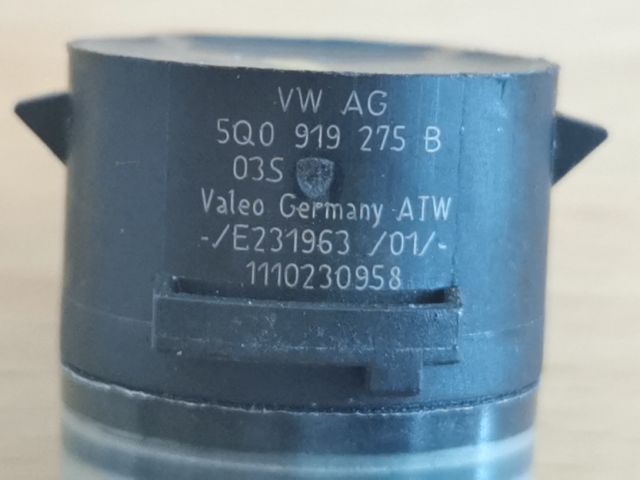 VW AG
5Q0 919 275 B
03S
Valeo Germany ATW
-/E231963 /01/-
1110230958